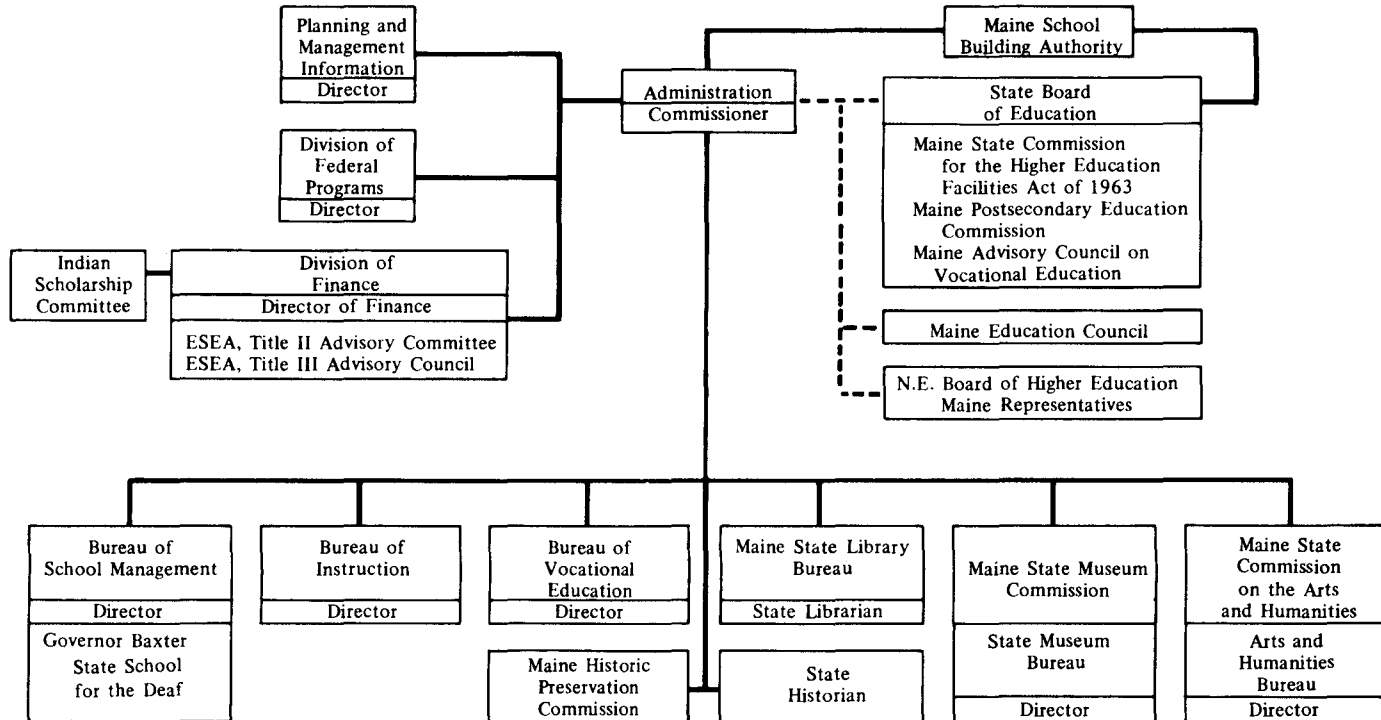 Planning and
Management
Information
Director
Maine School
Building Authority
Administration
Commissioner
State Board
of Education
Maine State Commission
for the Higher Education
Facilities Act of 1963
Maine Postsecondary Education
Commission
Maine Advisory Council on
Vocational Education
Division of
Federal
Programs
Director
Indian
Scholarship
Committee
Division of
Finance
Director of Finance
ESEA, Title II Advisory Committee
ESEA, Title III Advisory Council
Maine Education Council
N.E. Board of Higher Education
Maine Representatives
Bureau of
School Management
Director
Governor Baxter
State School
for the Deaf
Bureau of
Instruction
Director
Bureau of
Vocational
Education
Director
Maine State Library
Bureau
State Librarian
Maine State Museum
Commission
State Museum
Bureau
Director
Maine State
Commission
on the Arts
and Humanities
Arts and
Humanities
Bureau
Director
Maine Historic
Preservation
Commission
State
Historian